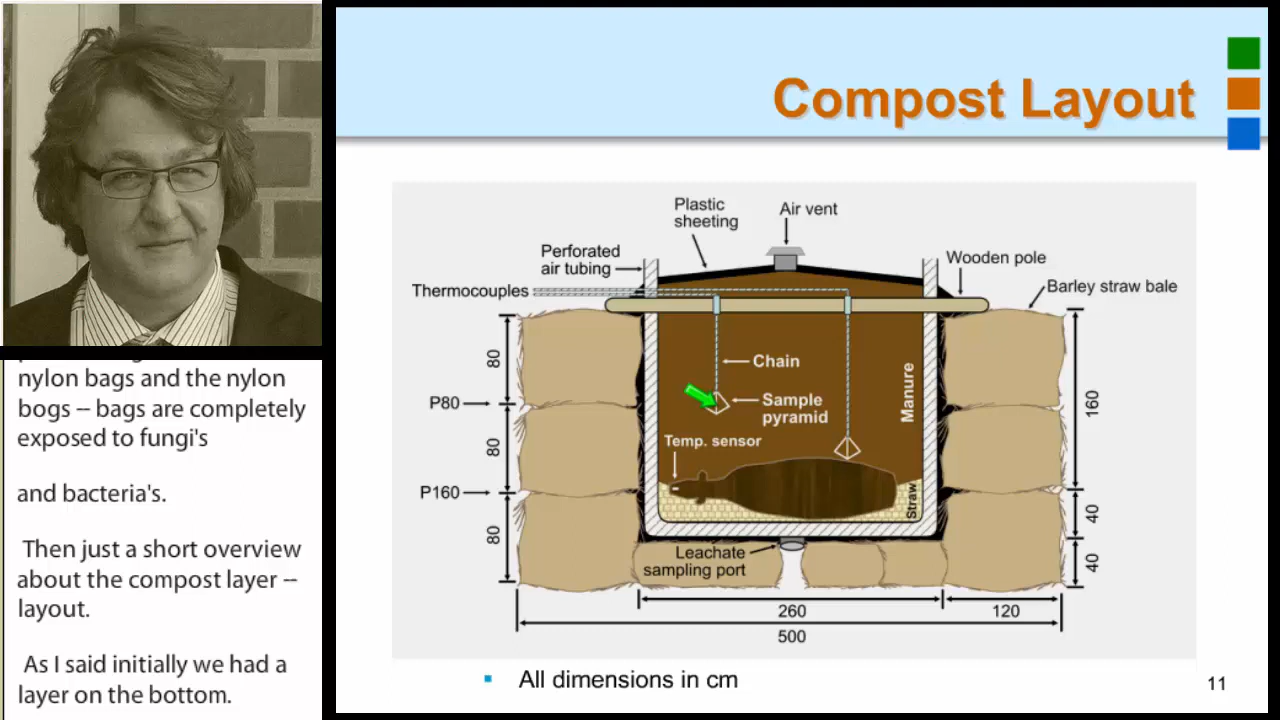 Compost Layout
Plastic
sheeting
Air vent
Perforated
air tubing
Wooden pole
Thermocouples
Barley straw bale
80
Chain
P80
Sample
pyramid
Manure
160
80
Temp. sensor
P160
Straw
80
40
Leachate
sampling port
40
260
120
500
All dimensions in cm
11
nylon bags and the nylon
bogs -- bags are completely
exposed to fungi's
and bacteria's.
Then just a short overview
about the compost layer --
layout.
As I said initially we had a
layer on the bottom.